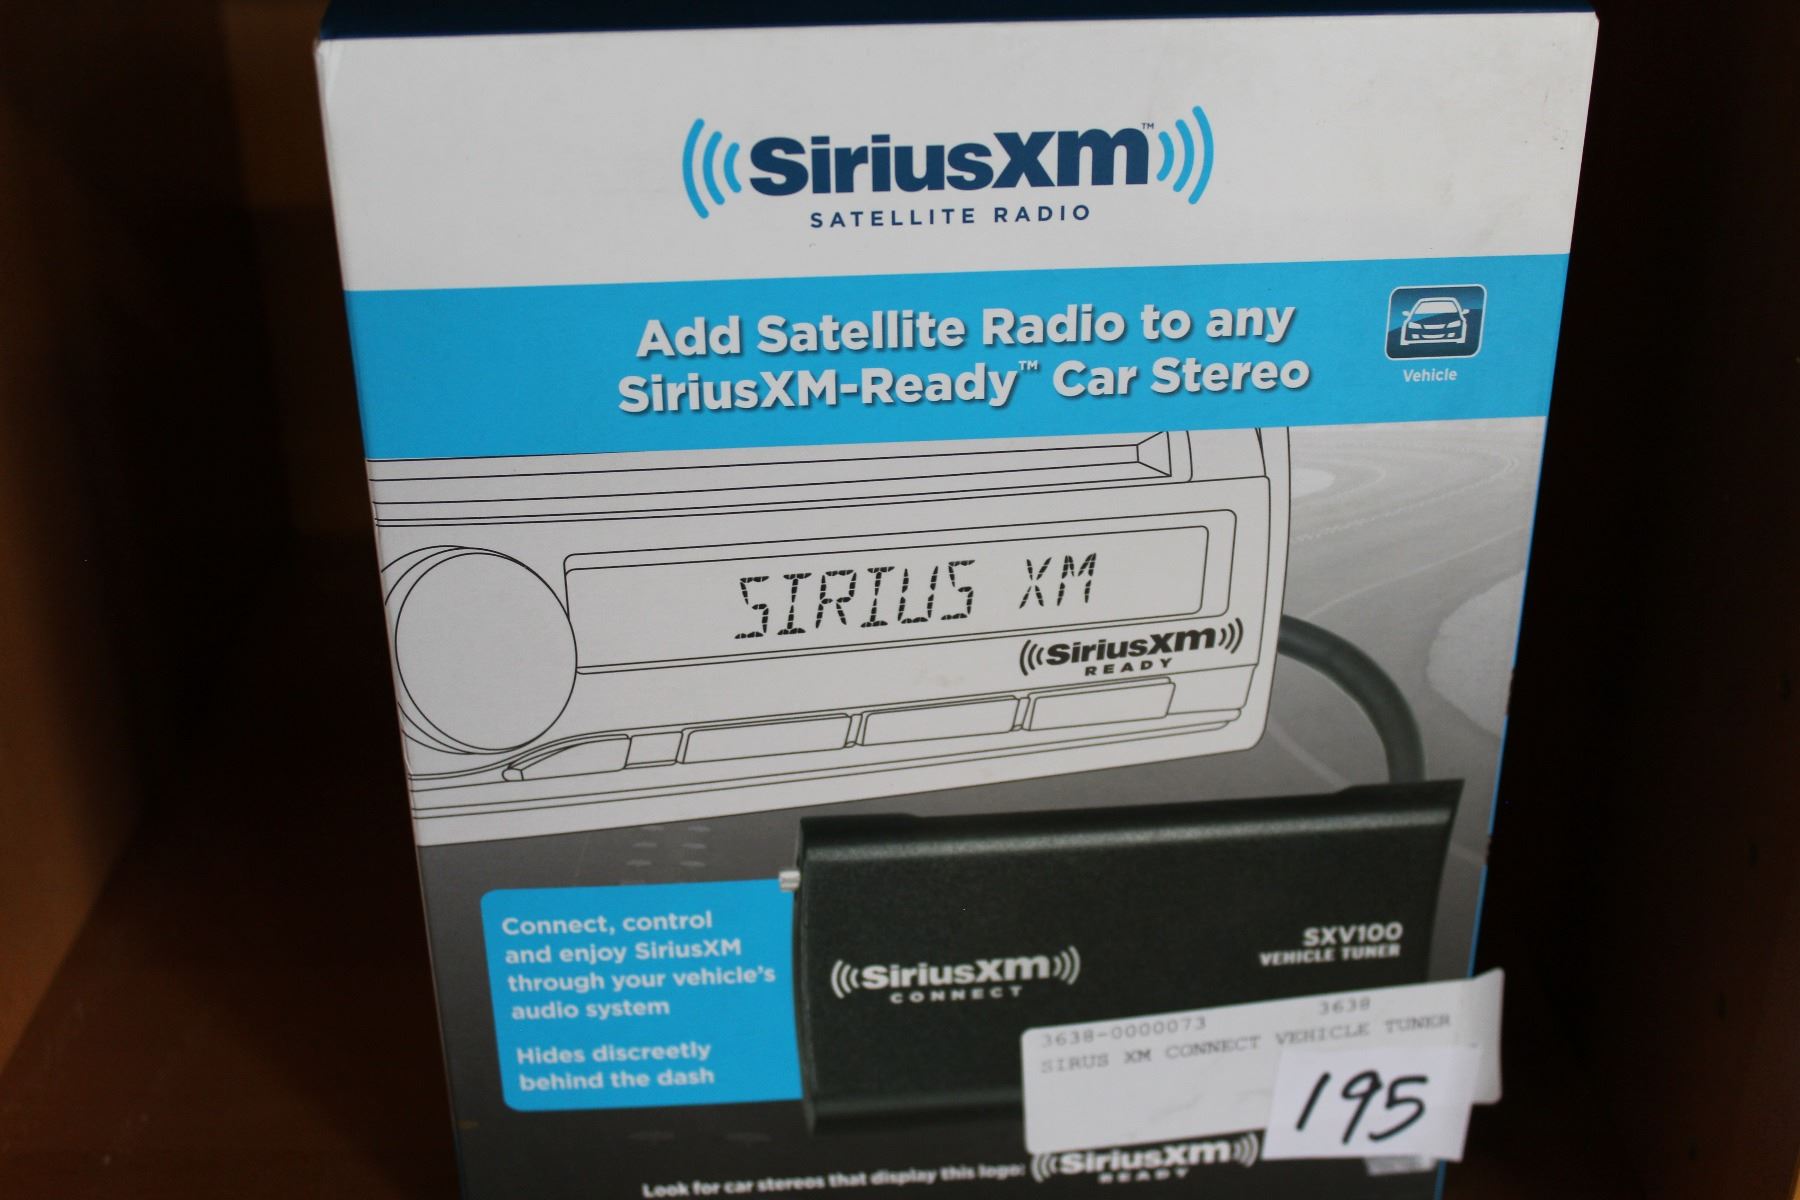 SiriusXM™
SATELLITE RADIO
Add Satellite Radio to any
SiriusXM-Ready™ Car Stereo
Vehicle
SIRIUS XM
SiriusXM
READY
Connect, control
and enjoy SiriusXM
through your vehicle's
audio system
Hides discreetly
behind the dash
SXV100
VEHICLE TUNER
SiriusXM
CONNECT
3638-0000073 3638
SIRUS XM CONNECT VEHICLE TUNER
195
Look for car stereos that display this logo: SiriusXM
READY